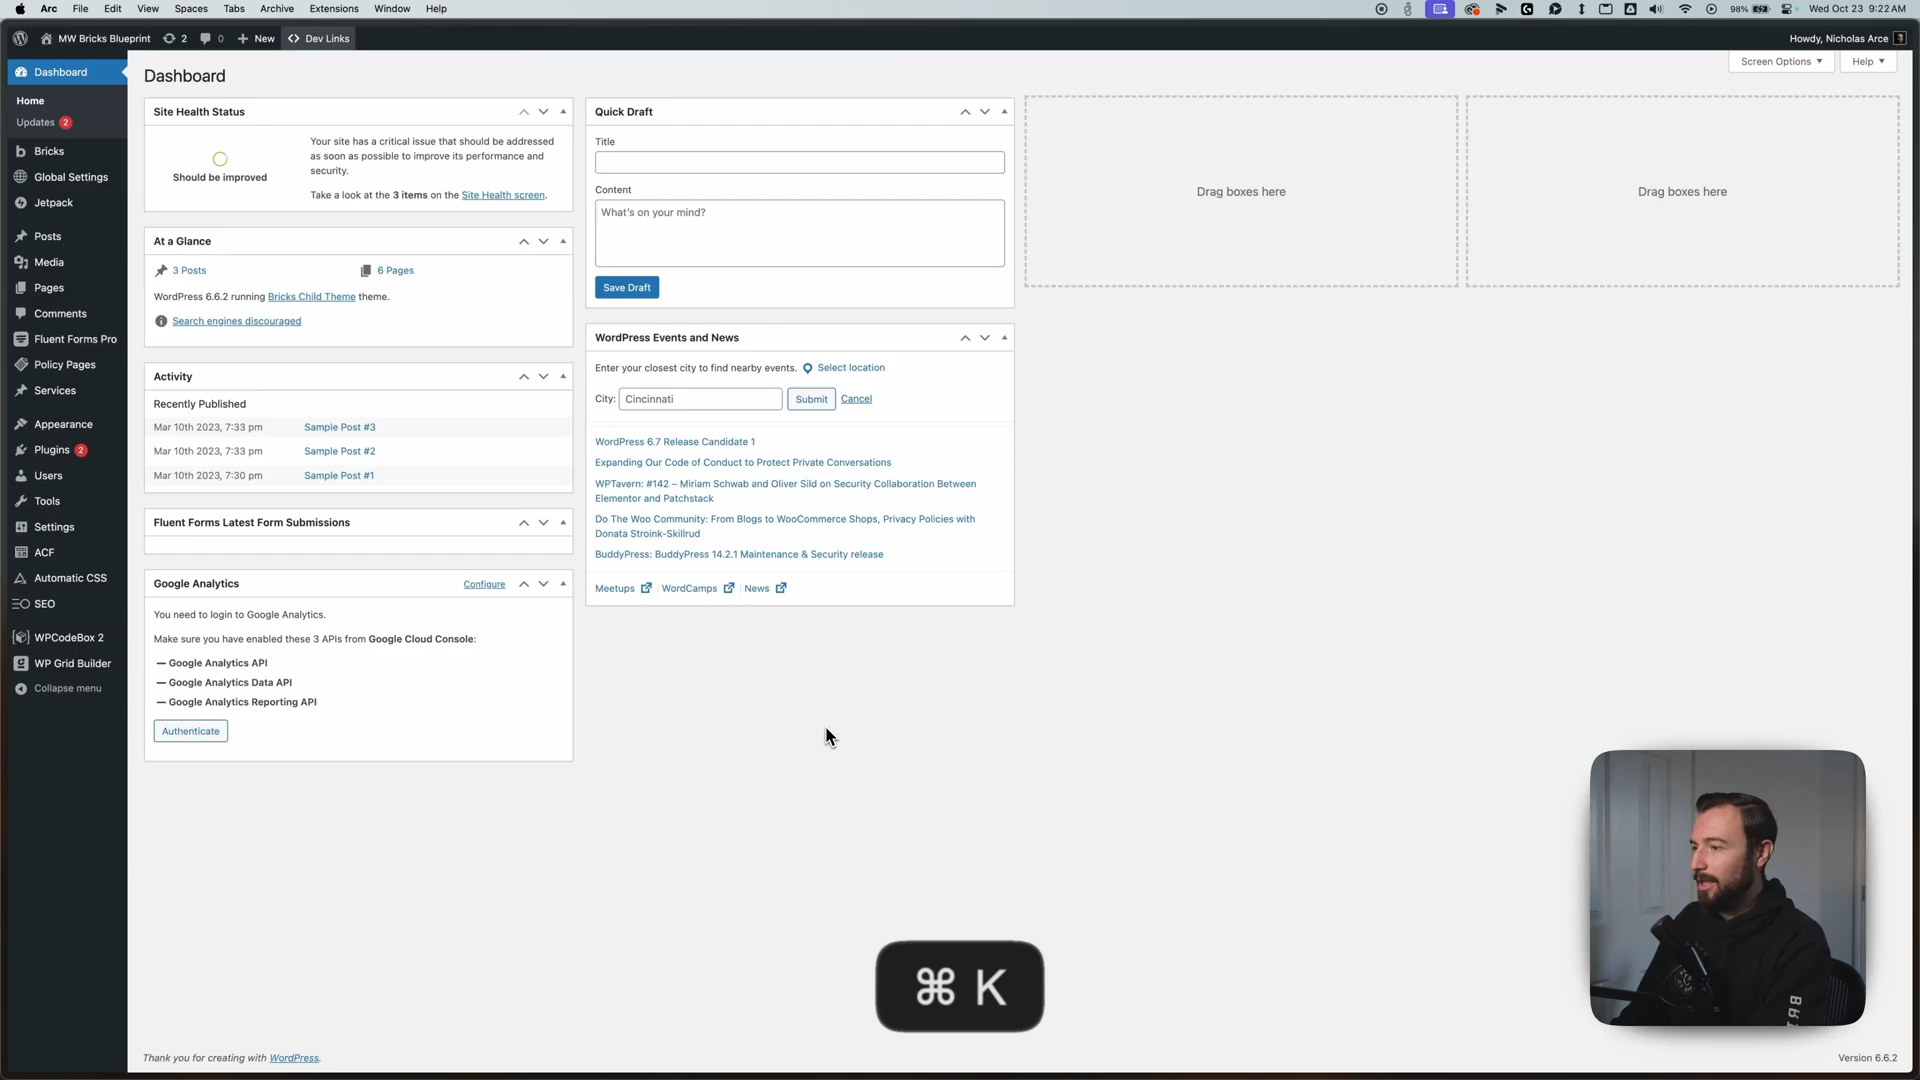 Arc File Edit View Spaces Tabs Archive Extensions Window Help
98% Wed Oct 23 9:22 AM
MW Bricks Blueprint 2 0 New Dev Links
Howdy, Nicholas Arce
Screen Options Help
Dashboard
Home
Updates 2
Bricks
Global Settings
Jetpack
Posts
Media
Pages
Comments
Fluent Forms Pro
Policy Pages
Services
Appearance
Plugins 2
Users
Tools
Settings
ACF
Automatic CSS
SEO
WPCodeBox 2
WP Grid Builder
Collapse menu
Dashboard
Site Health Status
Should be improved
Your site has a critical issue that should be addressed
as soon as possible to improve its performance and
security.
Take a look at the 3 items on the Site Health screen.
At a Glance
3 Posts 6 Pages
WordPress 6.6.2 running Bricks Child Theme theme.
Search engines discouraged
Activity
Recently Published
Mar 10th 2023, 7:33 pm Sample Post #3
Mar 10th 2023, 7:33 pm Sample Post #2
Mar 10th 2023, 7:30 pm Sample Post #1
Fluent Forms Latest Form Submissions
Google Analytics Configure
You need to login to Google Analytics.
Make sure you have enabled these 3 APIs from Google Cloud Console:
— Google Analytics API
— Google Analytics Data API
— Google Analytics Reporting API
Authenticate
Quick Draft
Title
Content
What's on your mind?
Save Draft
WordPress Events and News
Enter your closest city to find nearby events. Select location
City: Cincinnati Submit Cancel
WordPress 6.7 Release Candidate 1
Expanding Our Code of Conduct to Protect Private Conversations
WPTavern: #142 – Miriam Schwab and Oliver Sild on Security Collaboration Between
Elementor and Patchstack
Do The Woo Community: From Blogs to WooCommerce Shops, Privacy Policies with
Donata Stroink-Skillrud
BuddyPress: BuddyPress 14.2.1 Maintenance & Security release
Meetups | WordCamps | News
Drag boxes here
Drag boxes here
⌘ K
Thank you for creating with WordPress.
Version 6.6.2